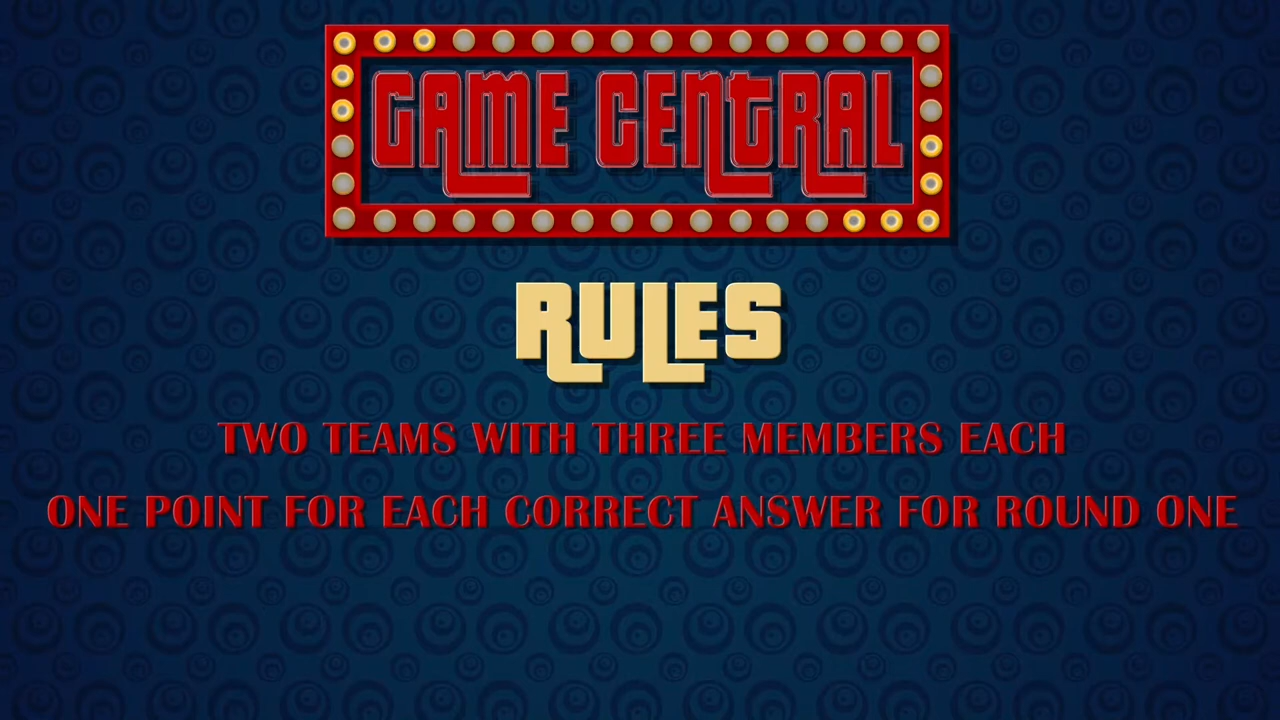 GAME CENTRAL
RULES
TWO TEAMS WITH THREE MEMBERS EACH
ONE POINT FOR EACH CORRECT ANSWER FOR ROUND ONE